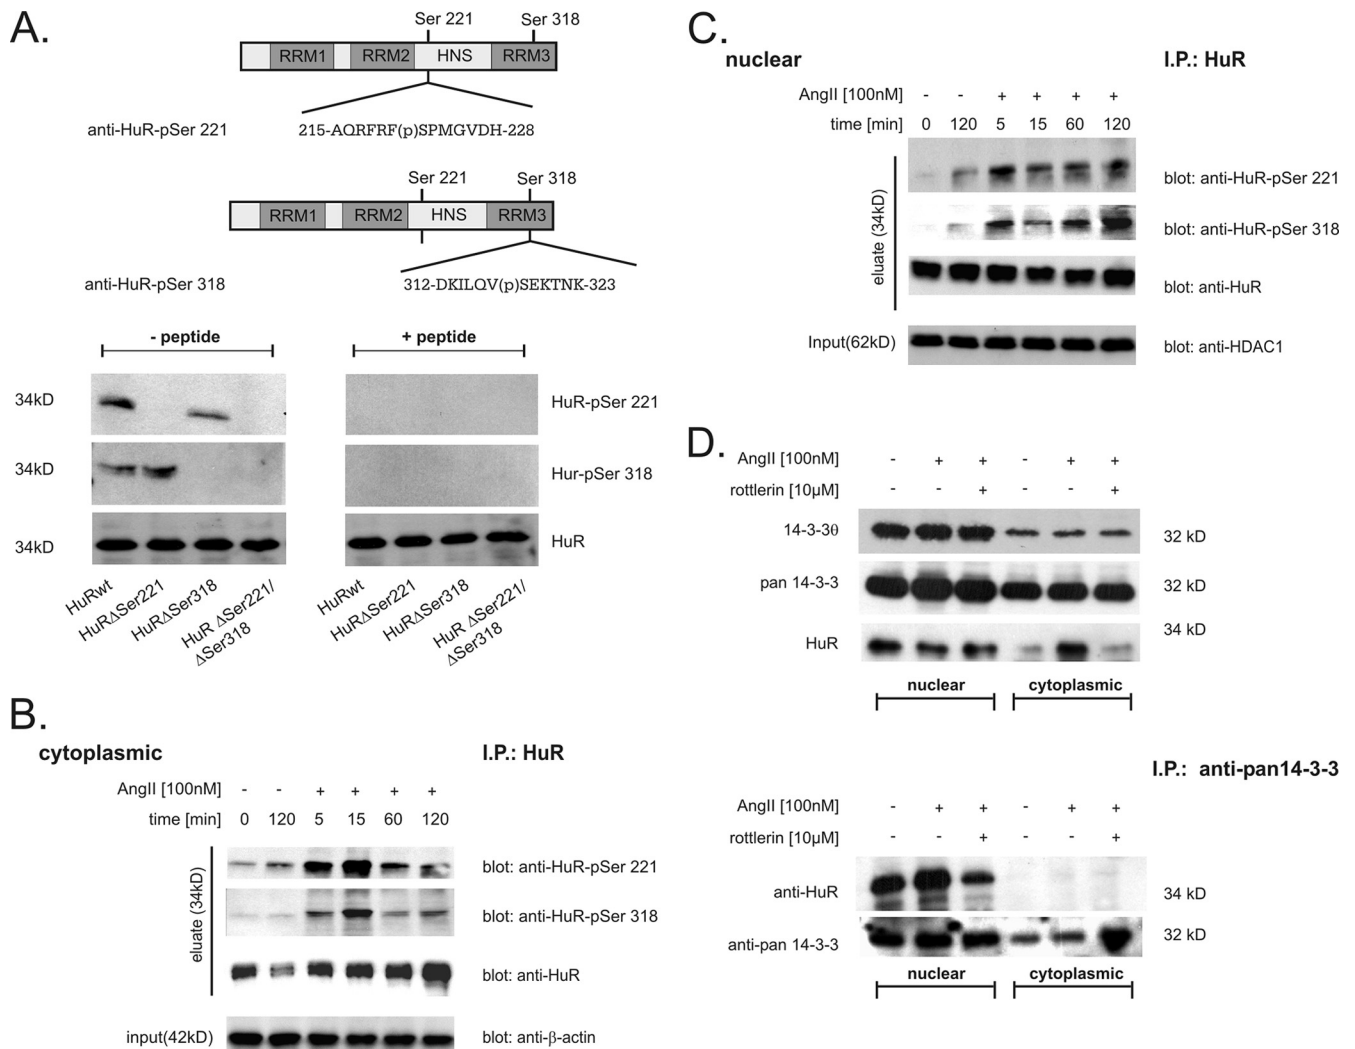 A.
Ser 221 Ser 318
RRM1 RRM2 HNS RRM3
anti-HuR-pSer 221 215-AQRFRF(p)SPMGVDH-228
Ser 221 Ser 318
RRM1 RRM2 HNS RRM3
anti-HuR-pSer 318 312-DKILQV(p)SEKTNK-323
- peptide + peptide
34kD HuR-pSer 221
34kD Hur-pSer 318
34kD HuR
HuRwt HuRΔSer221 HuRΔSer318 HuR ΔSer221/ ΔSer318
HuRwt HuRΔSer221 HuRΔSer318 HuR ΔSer221/ ΔSer318
B.
cytoplasmic I.P.: HuR
AngII [100nM] - - + + + +
time [min] 0 120 5 15 60 120
eluate (34kD)
blot: anti-HuR-pSer 221
blot: anti-HuR-pSer 318
blot: anti-HuR
input(42kD) blot: anti-β-actin
C.
nuclear I.P.: HuR
AngII [100nM] - - + + + +
time [min] 0 120 5 15 60 120
eluate (34kD)
blot: anti-HuR-pSer 221
blot: anti-HuR-pSer 318
blot: anti-HuR
Input(62kD) blot: anti-HDAC1
D.
AngII [100nM] - + + - + +
rottlerin [10µM] - - + - - +
14-3-3θ 32 kD
pan 14-3-3 32 kD
HuR 34 kD
nuclear cytoplasmic
I.P.: anti-pan14-3-3
AngII [100nM] - + + - + +
rottlerin [10µM] - - + - - +
anti-HuR 34 kD
anti-pan 14-3-3 32 kD
nuclear cytoplasmic